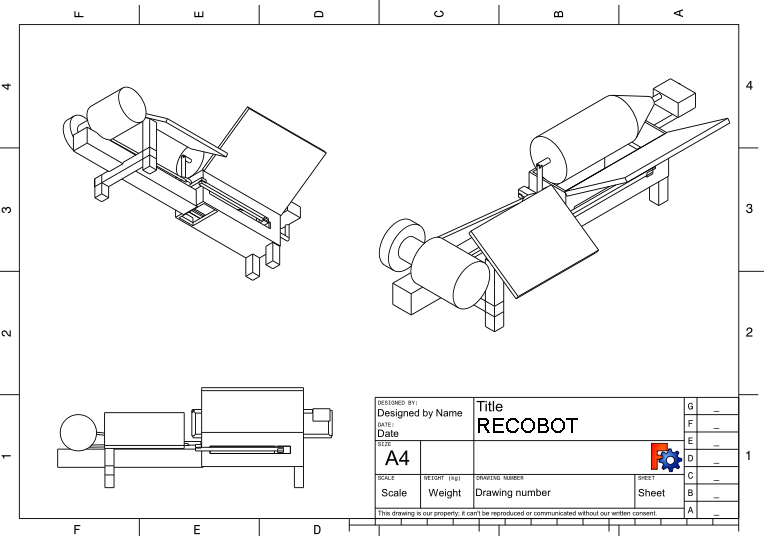 F E D C B A
4 4
3 3
2 2
1 1
DESIGNED BY:
Designed by Name
DATE:
Date
Title
RECOBOT
SIZE
A4
SCALE
Scale
WEIGHT (kg)
Weight
DRAWING NUMBER
Drawing number
SHEET
Sheet
This drawing is our property; it can't be reproduced or communicated without our written consent.
G _
F _
E _
D _
C _
B _
A _
F E D